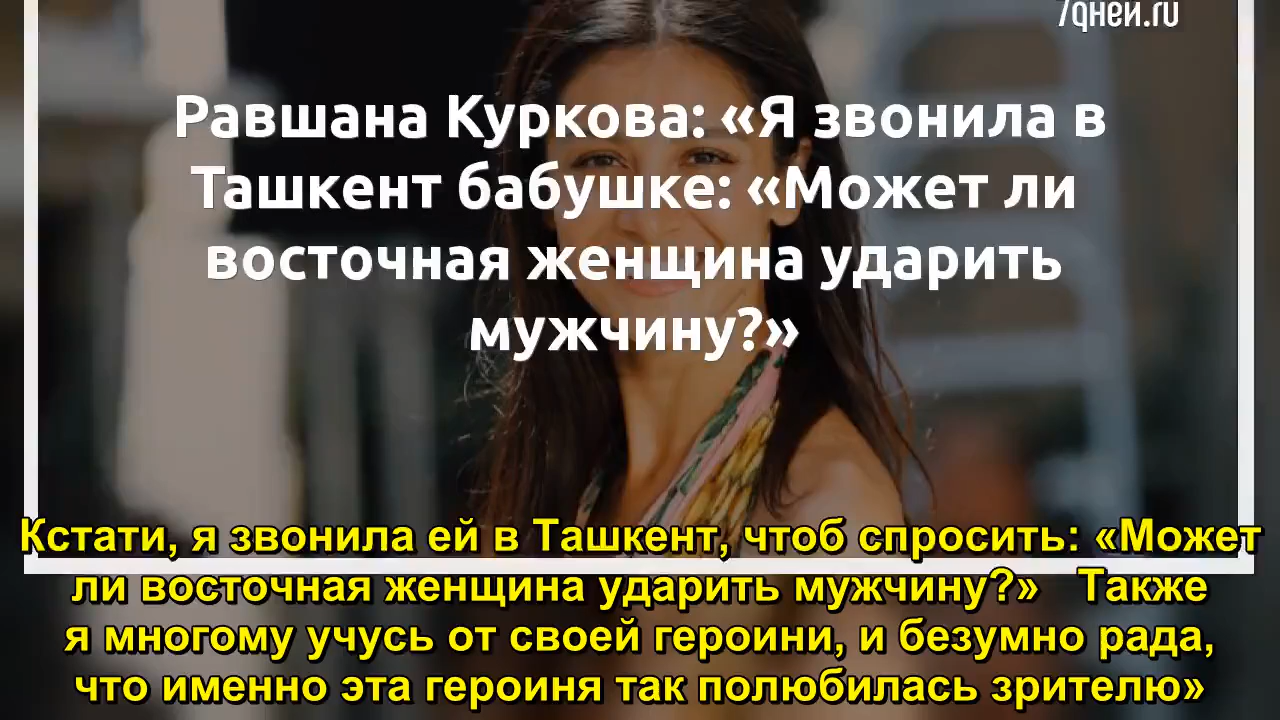 7дней.ru
Равшана Куркова: «Я звонила в
Ташкент бабушке: «Может ли
восточная женщина ударить
мужчину?»
Кстати, я звонила ей в Ташкент, чтоб спросить: «Может
ли восточная женщина ударить мужчину?» Также
я многому учусь от своей героини, и безумно рада,
что именно эта героиня так полюбилась зрителю»